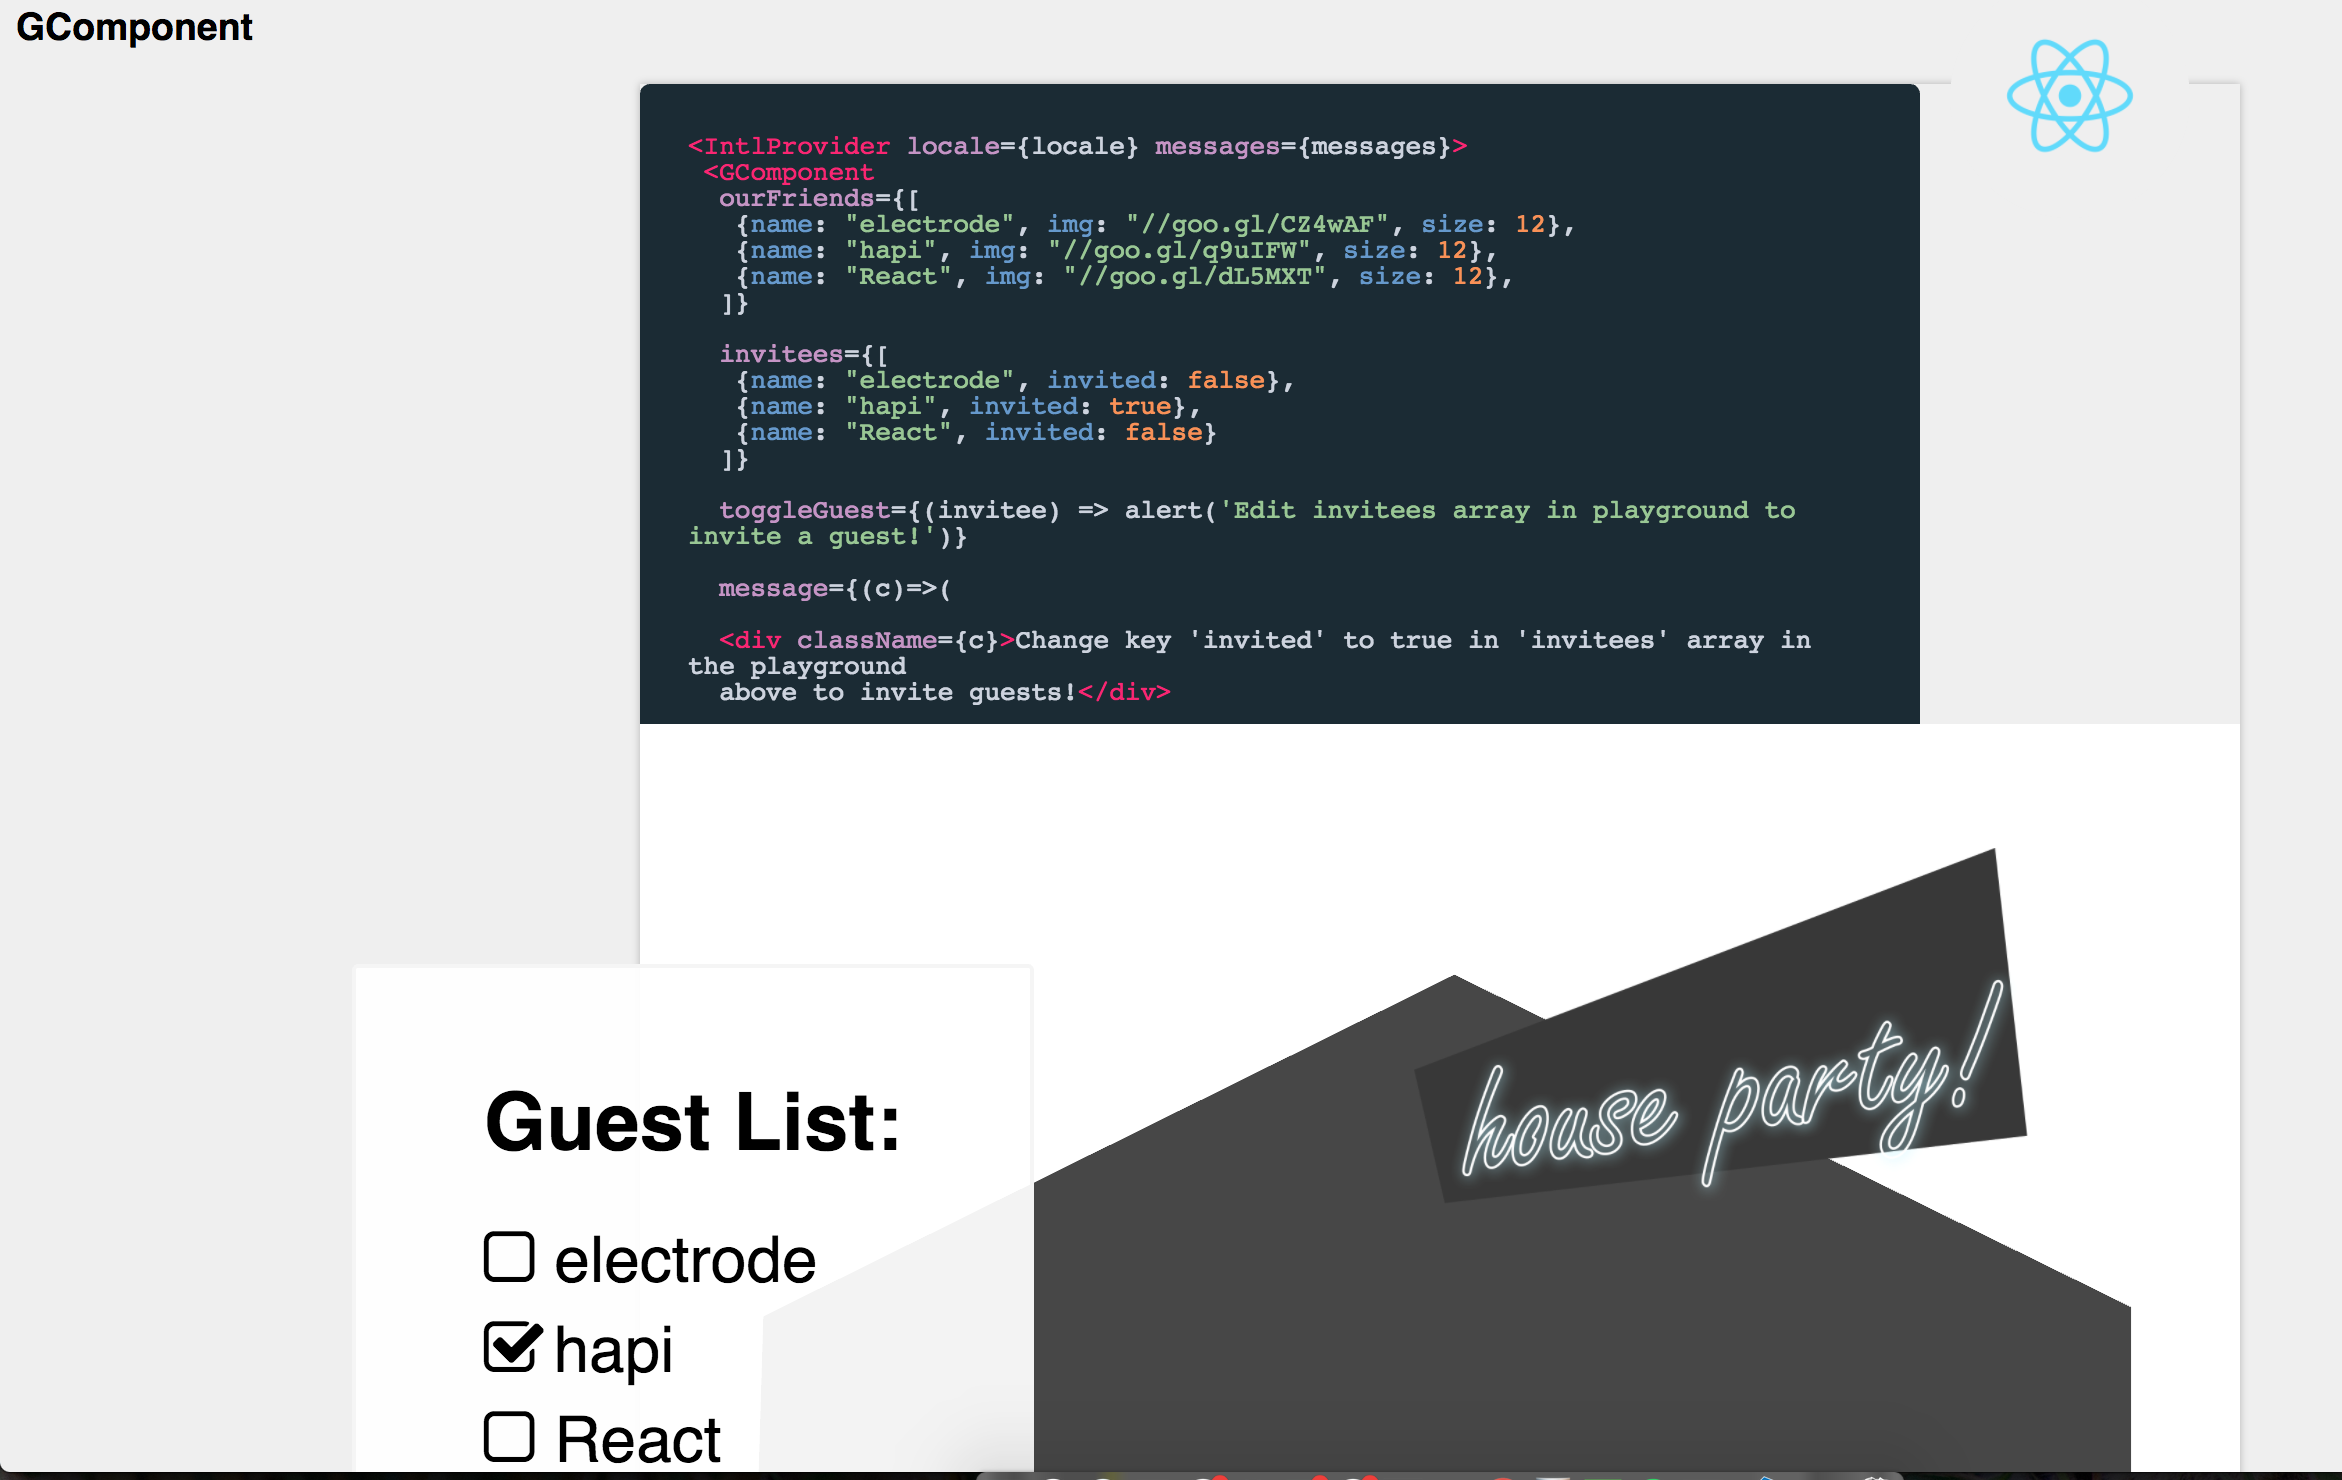 GComponent
<IntlProvider locale={locale} messages={messages}>
<GComponent
ourFriends={[
{name: "electrode", img: "//goo.gl/CZ4wAF", size: 12},
{name: "hapi", img: "//goo.gl/q9uIFW", size: 12},
{name: "React", img: "//goo.gl/dL5MXT", size: 12},
]}
invitees={[
{name: "electrode", invited: false},
{name: "hapi", invited: true},
{name: "React", invited: false}
]}
toggleGuest={(invitee) => alert('Edit invitees array in playground to
invite a guest!')}
message={(c)=>(
<div className={c}>Change key 'invited' to true in 'invitees' array in
the playground
above to invite guests!</div>
house party!
Guest List:
electrode
hapi
React